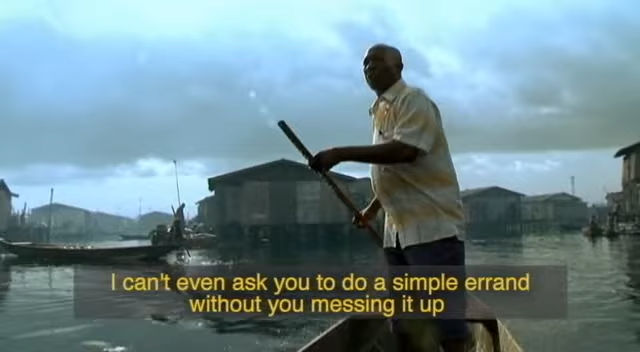 I can't even ask you to do a simple errand
without you messing it up